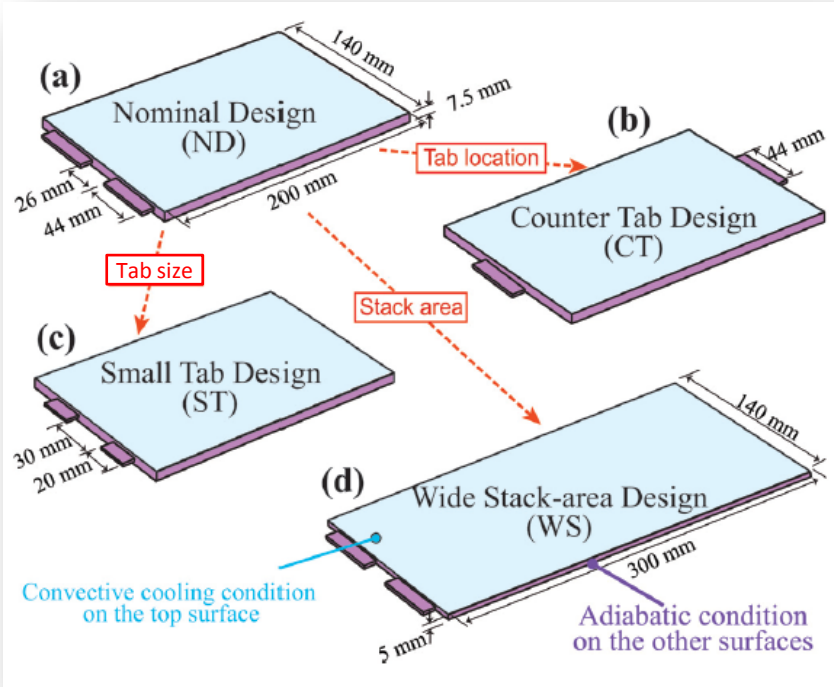 (a)
Nominal Design
(ND)
140 mm
7.5 mm
200 mm
26 mm
44 mm
Tab location
(b)
44 mm
Counter Tab Design
(CT)
Tab size
Stack area
(c)
Small Tab Design
(ST)
30 mm
20 mm
(d)
Wide Stack-area Design
(WS)
140 mm
300 mm
5 mm
Convective cooling condition
on the top surface
Adiabatic condition
on the other surfaces